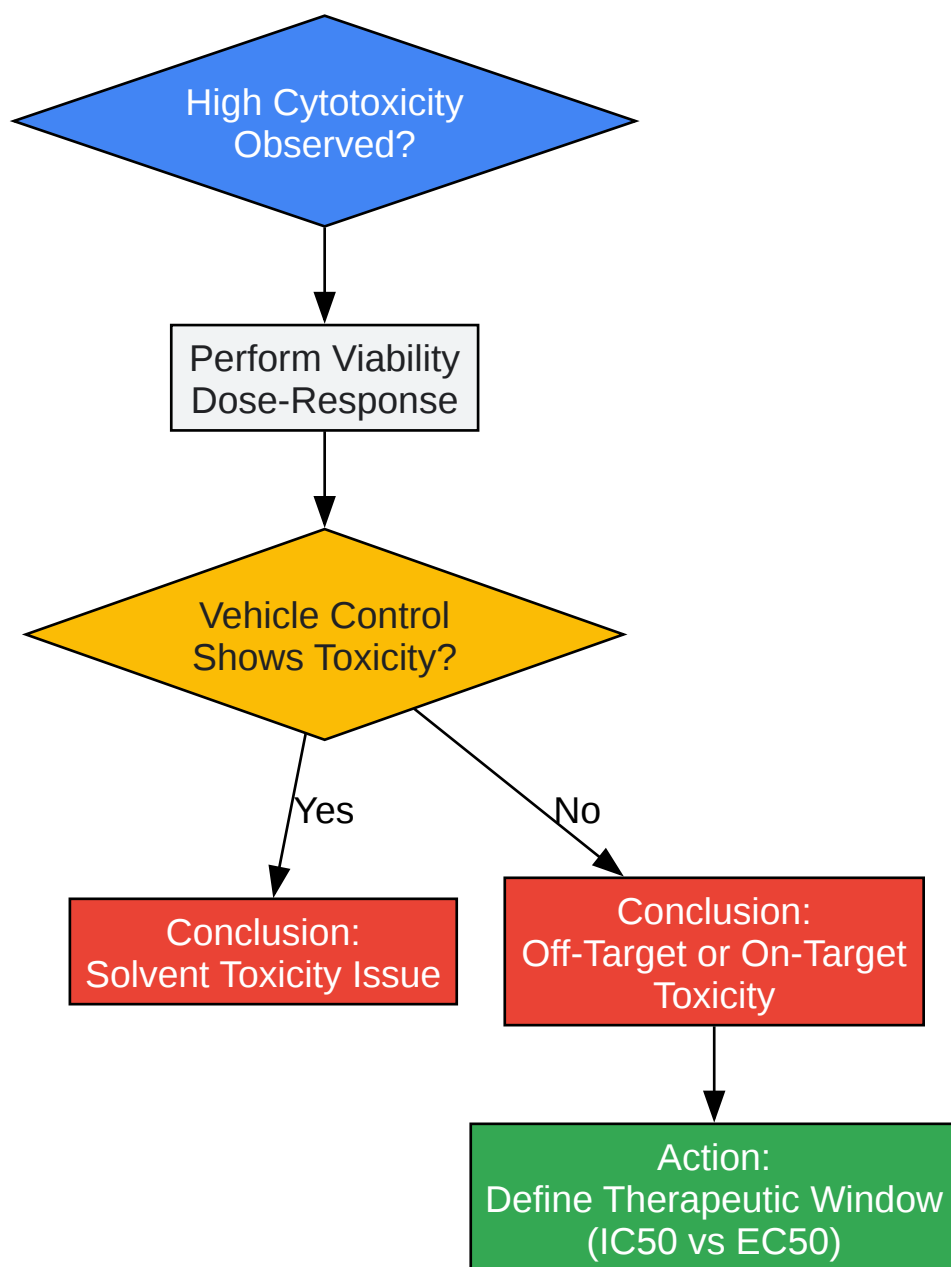 High Cytotoxicity
Observed?
Perform Viability
Dose-Response
Vehicle Control
Shows Toxicity?
Yes
No
Conclusion:
Solvent Toxicity Issue
Conclusion:
Off-Target or On-Target
Toxicity
Action:
Define Therapeutic Window
(IC50 vs EC50)